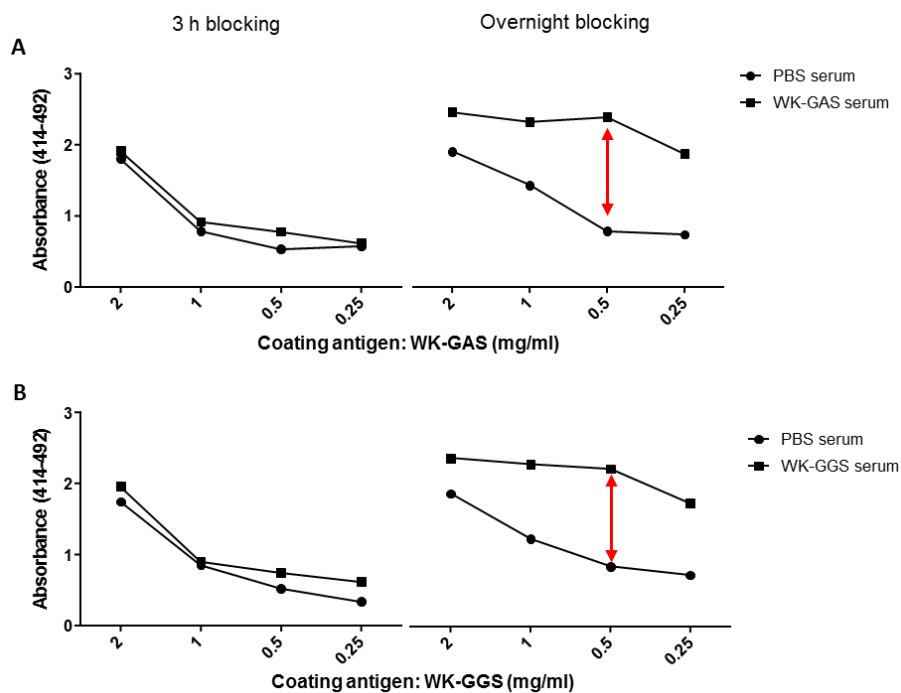 3 h blocking
Overnight blocking
A
Absorbance (414-492)
3
2
1
0
2
1
0.5
0.25
2
1
0.5
0.25
Coating antigen: WK-GAS (mg/ml)
PBS serum
WK-GAS serum
B
Absorbance (414-492)
3
2
1
0
2
1
0.5
0.25
2
1
0.5
0.25
Coating antigen: WK-GGS (mg/ml)
PBS serum
WK-GGS serum